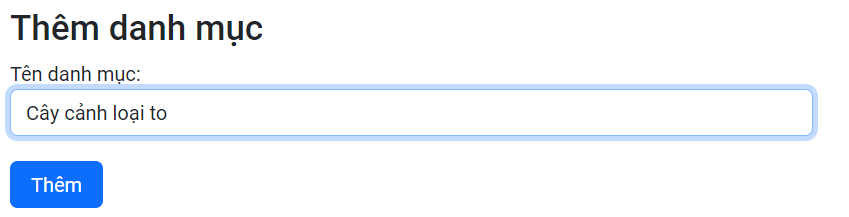 Thêm danh mục
Tên danh mục:
Cây cảnh loại to
Thêm